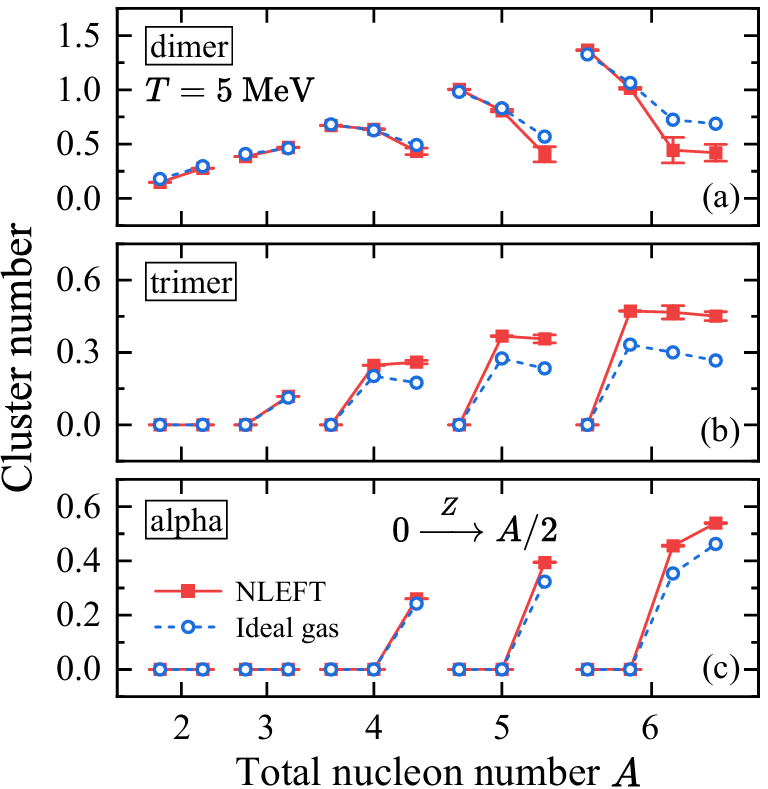 dimer
T = 5 MeV
1.5
1.0
0.5
0.0
(a)
trimer
0.6
0.3
0.0
(b)
Cluster number
alpha
0 Z⟶ A/2
NLEFT
Ideal gas
0.6
0.4
0.2
0.0
(c)
2 3 4 5 6
Total nucleon number A